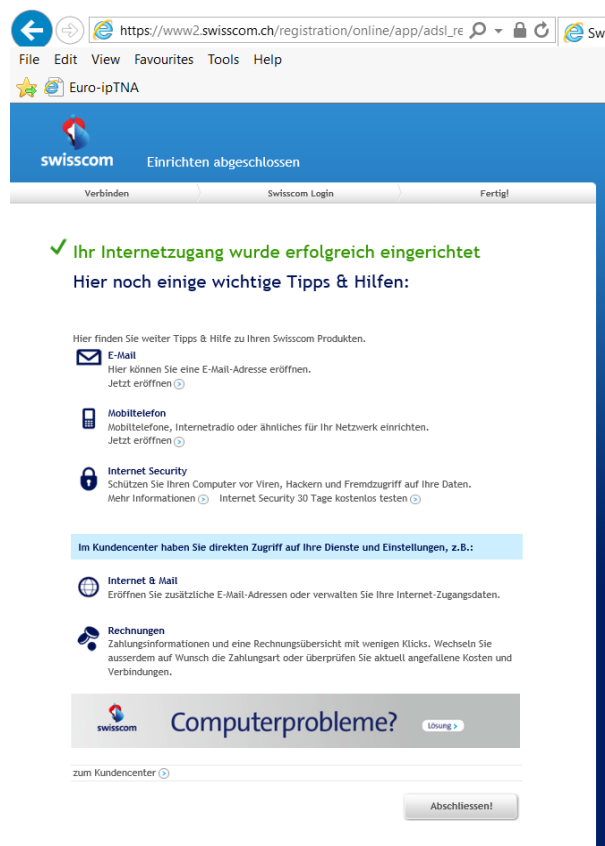 https://www2.swisscom.ch/registration/online/app/adsl_re
Sw
File Edit View Favourites Tools Help
Euro-ipTNA
swisscom
Einrichten abgeschlossen
Verbinden Swisscom Login Fertig!
Ihr Internetzugang wurde erfolgreich eingerichtet
Hier noch einige wichtige Tipps & Hilfen:
Hier finden Sie weiter Tipps & Hilfe zu Ihren Swisscom Produkten.
E-Mail
Hier können Sie eine E-Mail-Adresse eröffnen.
Jetzt eröffnen
Mobiltelefon
Mobiltelefone, Internetradio oder ähnliches für Ihr Netzwerk einrichten.
Jetzt eröffnen
Internet Security
Schützen Sie Ihren Computer vor Viren, Hackern und Fremdzugriff auf Ihre Daten.
Mehr Informationen Internet Security 30 Tage kostenlos testen
Im Kundencenter haben Sie direkten Zugriff auf Ihre Dienste und Einstellungen, z.B.:
Internet & Mail
Eröffnen Sie zusätzliche E-Mail-Adressen oder verwalten Sie Ihre Internet-Zugangsdaten.
Rechnungen
Zahlungsinformationen und eine Rechnungsübersicht mit wenigen Klicks. Wechseln Sie
ausserdem auf Wunsch die Zahlungsart oder überprüfen Sie aktuell angefallene Kosten und
Verbindungen.
swisscom
Computerprobleme?
Lösung >
zum Kundencenter
Abschliessen!